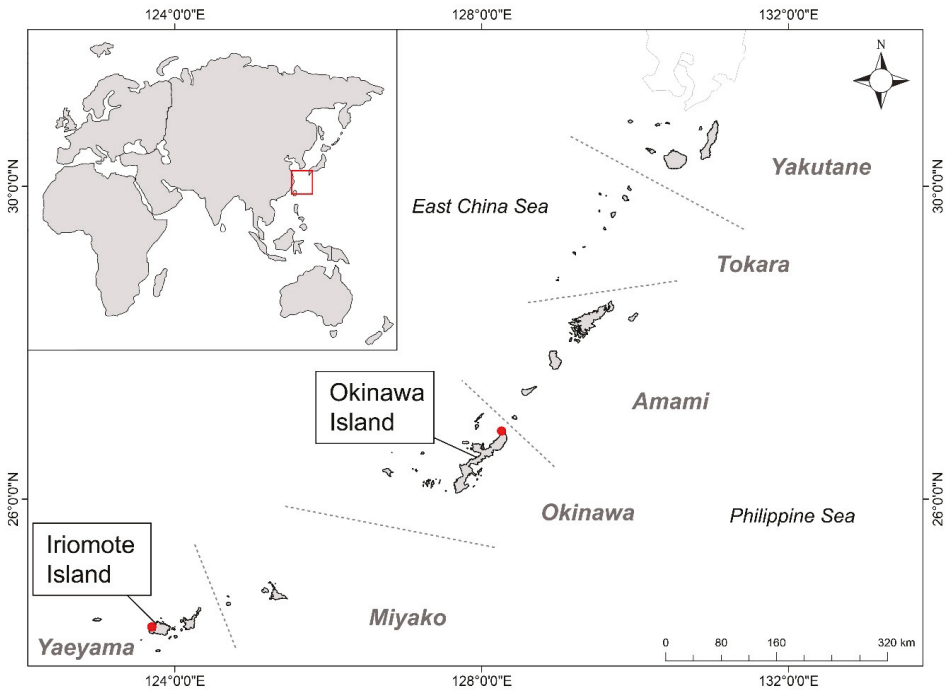 124°0'0"E
128°0'0"E
132°0'0"E
N
30°0'0"N
30°0'0"N
Yakutane
East China Sea
Tokara
Okinawa
Island
Amami
26°0'0"N
26°0'0"N
Okinawa
Philippine Sea
Iriomote
Island
Miyako
Yaeyama
0 80 160 320 km
124°0'0"E
128°0'0"E
132°0'0"E